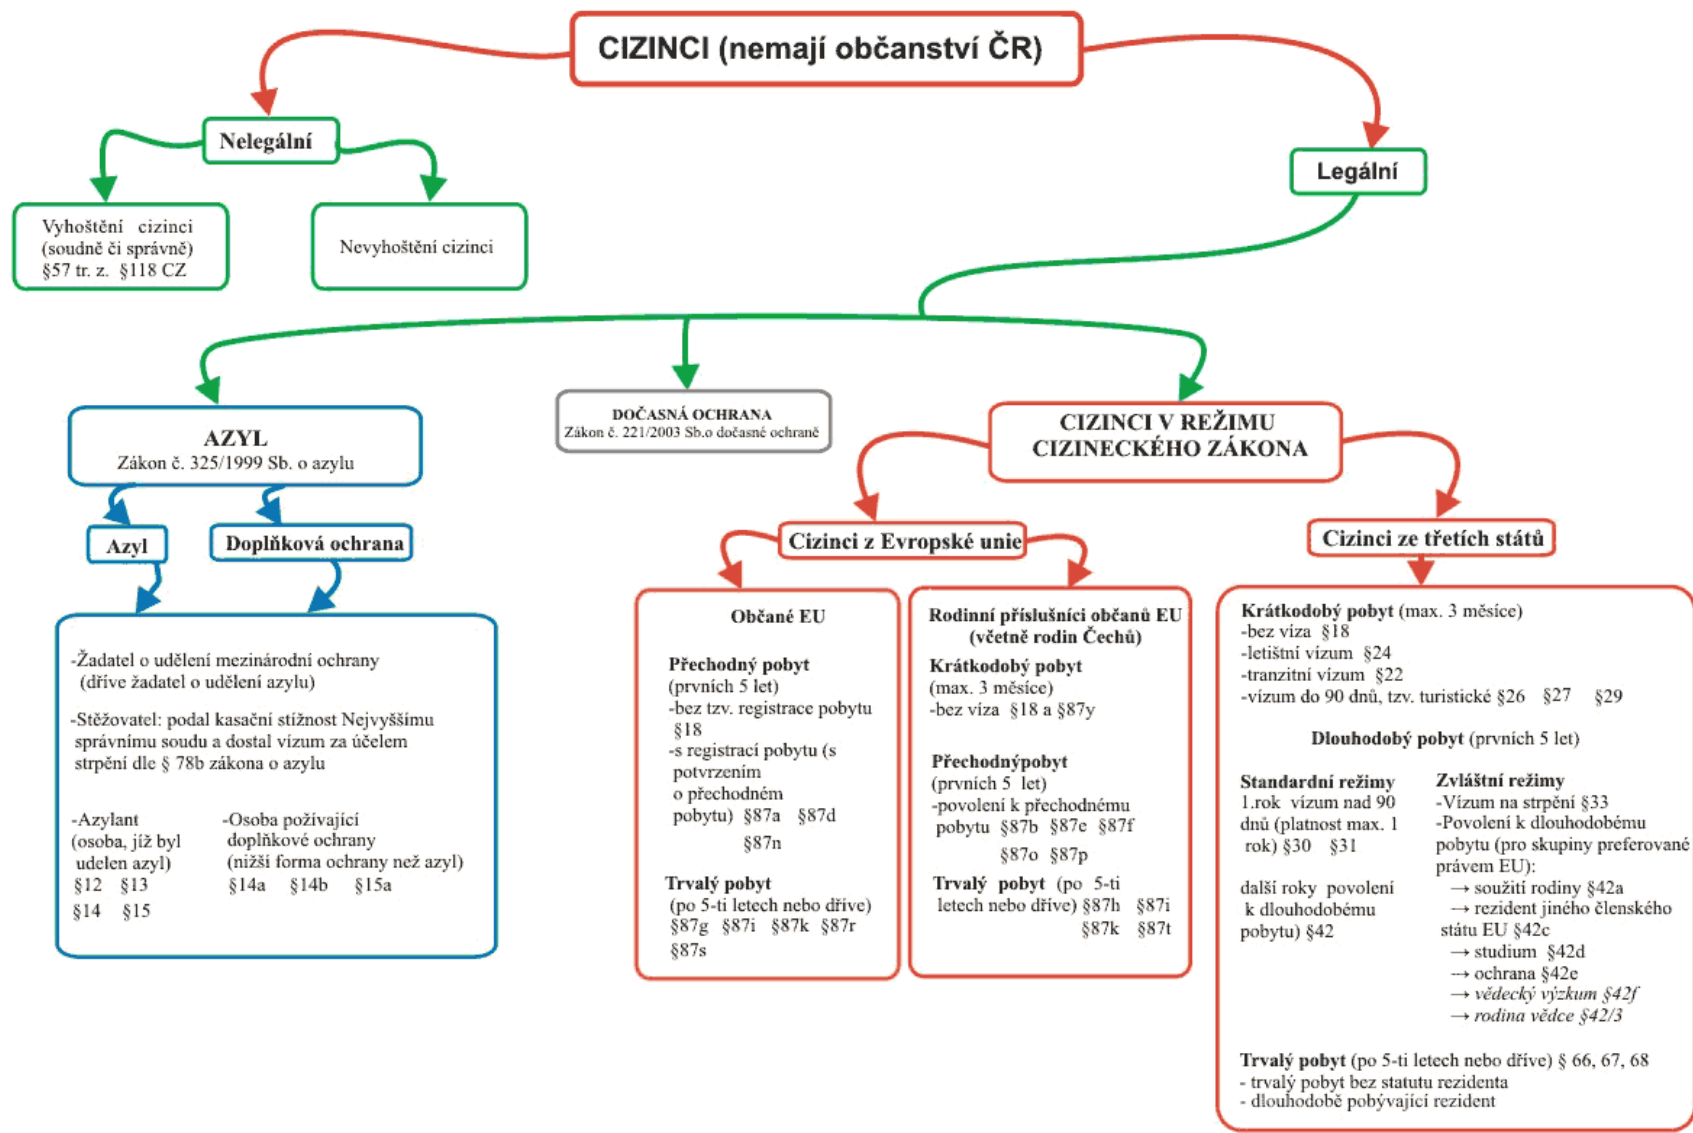 CIZINCI (nemají občanství ČR)
Nelegální
Legální
Vyhoštění cizinci
(soudně či správně)
§57 tr. z. §118 CZ
Nevyhoštění cizinci
AZYL
Zákon č. 325/1999 Sb. o azylu
DOČASNÁ OCHRANA
Zákon č. 221/2003 Sb.o dočasné ochraně
CIZINCI V REŽIMU
CIZINECKÉHO ZÁKONA
Azyl
Doplňková ochrana
Cizinci z Evropské unie
Cizinci ze třetích států
-Žadatel o udělení mezinárodní ochrany
(dříve žadatel o udělení azylu)
-Stěžovatel: podal kasační stížnost Nejvyššímu
správnímu soudu a dostal vízum za účelem
strpění dle § 78b zákona o azylu
-Azylant
(osoba, jíž byl
udelen azyl)
§12 §13
§14 §15
-Osoba požívající
doplňkové ochrany
(nižší forma ochrany než azyl)
§14a §14b §15a
Občané EU
Přechodný pobyt
(prvních 5 let)
-bez tzv. registrace pobytu
§18
-s registrací pobytu (s
potvrzením
o přechodném
pobytu) §87a §87d
§87n
Trvalý pobyt
(po 5-ti letech nebo dříve)
§87g §87i §87k §87r
§87s
Rodinní příslušníci občanů EU
(včetně rodin Čechů)
Krátkodobý pobyt
(max. 3 měsíce)
-bez víza §18 a §87y
Přechodnýpobyt
(prvních 5 let)
-povolení k přechodnému
pobytu §87b §87e §87f
§87o §87p
Trvalý pobyt (po 5-ti
letech nebo dříve) §87h §87i
§87k §87t
Krátkodobý pobyt (max. 3 měsíce)
-bez víza §18
-letištní vízum §24
-tranzitní vízum §22
-vízum do 90 dnů, tzv. turistické §26 §27 §29
Dlouhodobý pobyt (prvních 5 let)
Standardní režimy
1.rok vízum nad 90
dnů (platnost max. 1
rok) §30 §31
další roky povolení
k dlouhodobému
pobytu) §42
Zvláštní režimy
-Vízum na strpění §33
-Povolení k dlouhodobému
pobytu (pro skupiny preferované
právem EU):
→ soužití rodiny §42a
→ rezident jiného členského
státu EU §42c
→ studium §42d
→ ochrana §42e
→ vědecký výzkum §42f
→ rodina vědce §42/3
Trvalý pobyt (po 5-ti letech nebo dříve) § 66, 67, 68
- trvalý pobyt bez statutu rezidenta
- dlouhodobě pobývající rezident